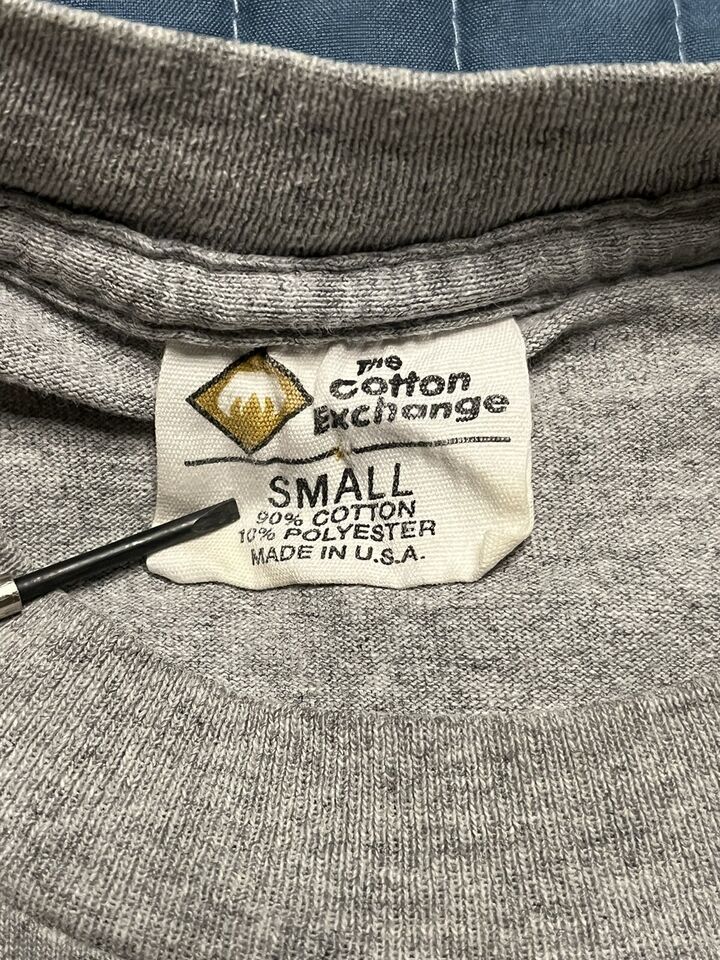 The
Cotton
Exchange
SMALL
90% COTTON
10% POLYESTER
MADE IN U.S.A.